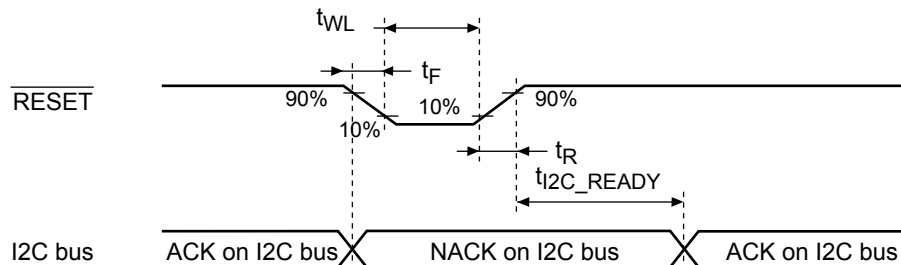 tWL
tF
RESET
90%
10%
10%
90%
tR
tI2C_READY
I2C bus
ACK on I2C bus
NACK on I2C bus
ACK on I2C bus